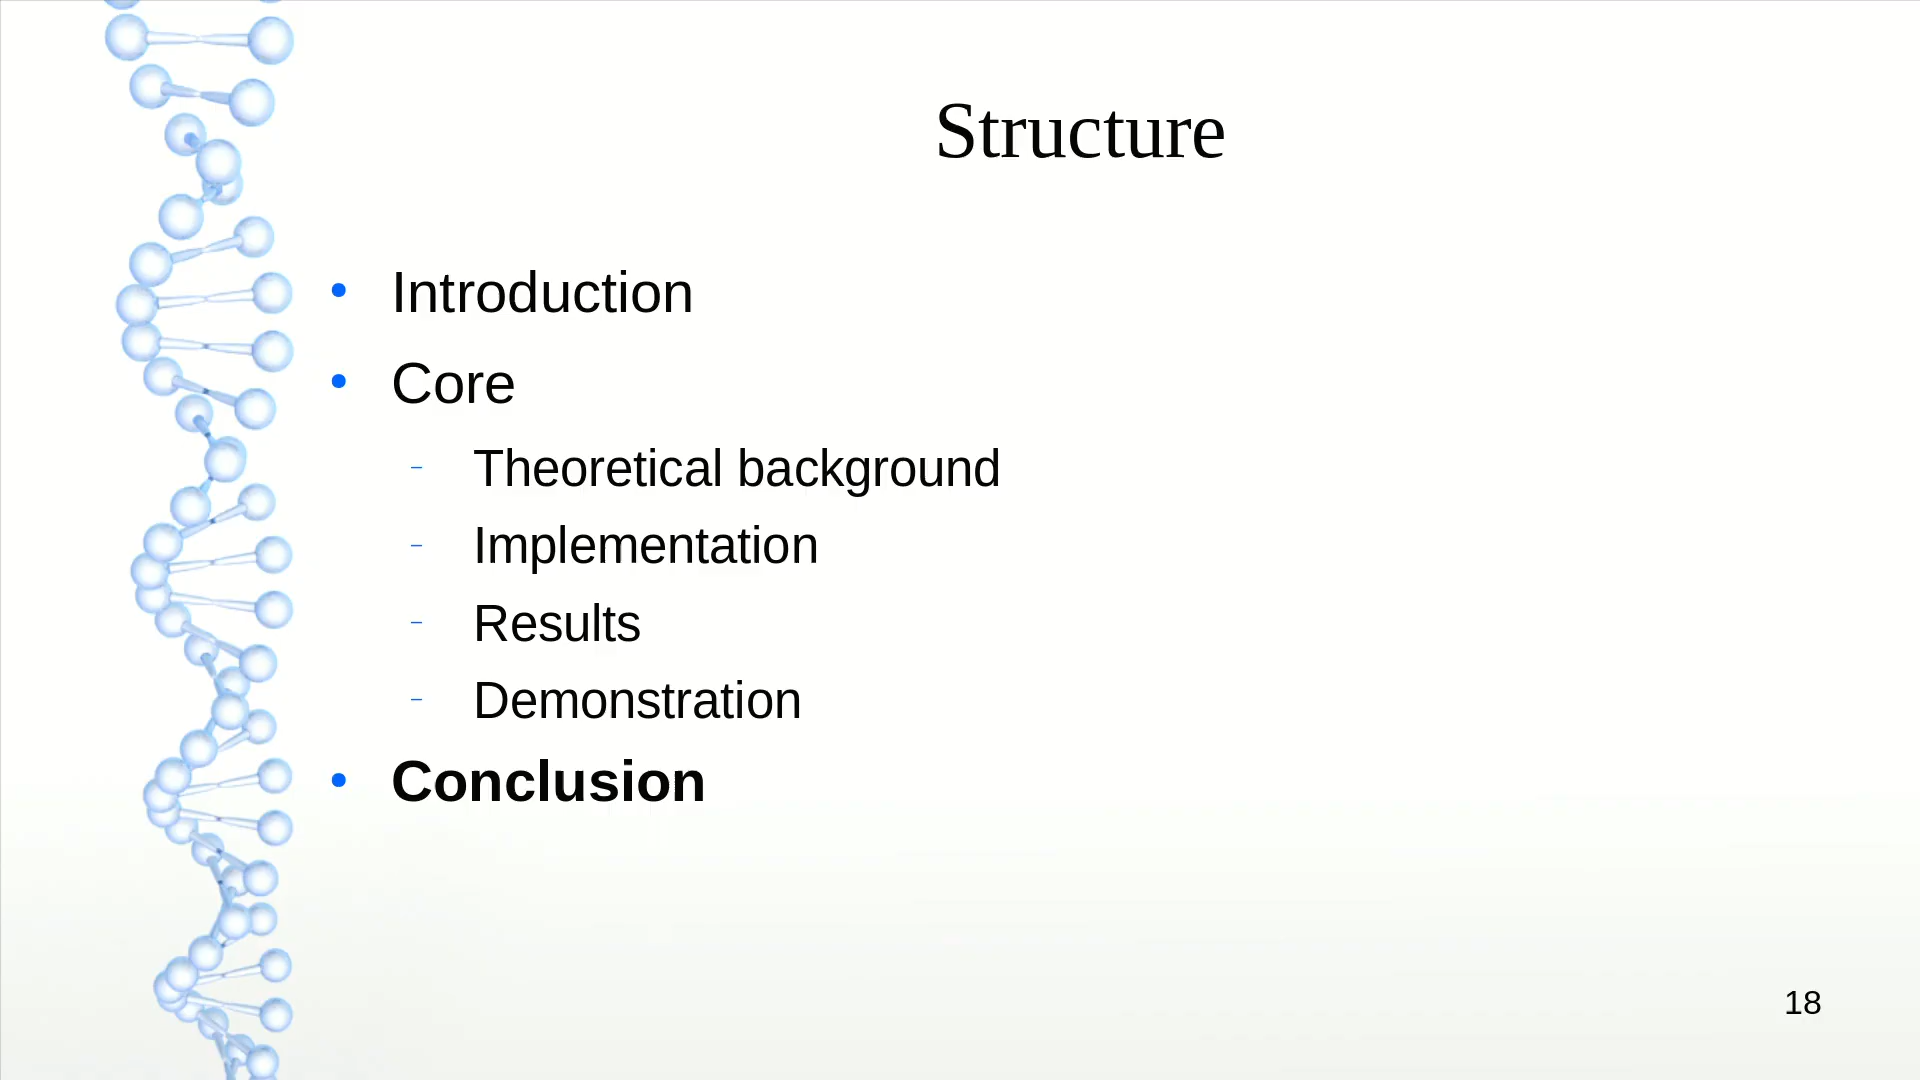 Structure
• Introduction
• Core
– Theoretical background
– Implementation
– Results
– Demonstration
• Conclusion
18